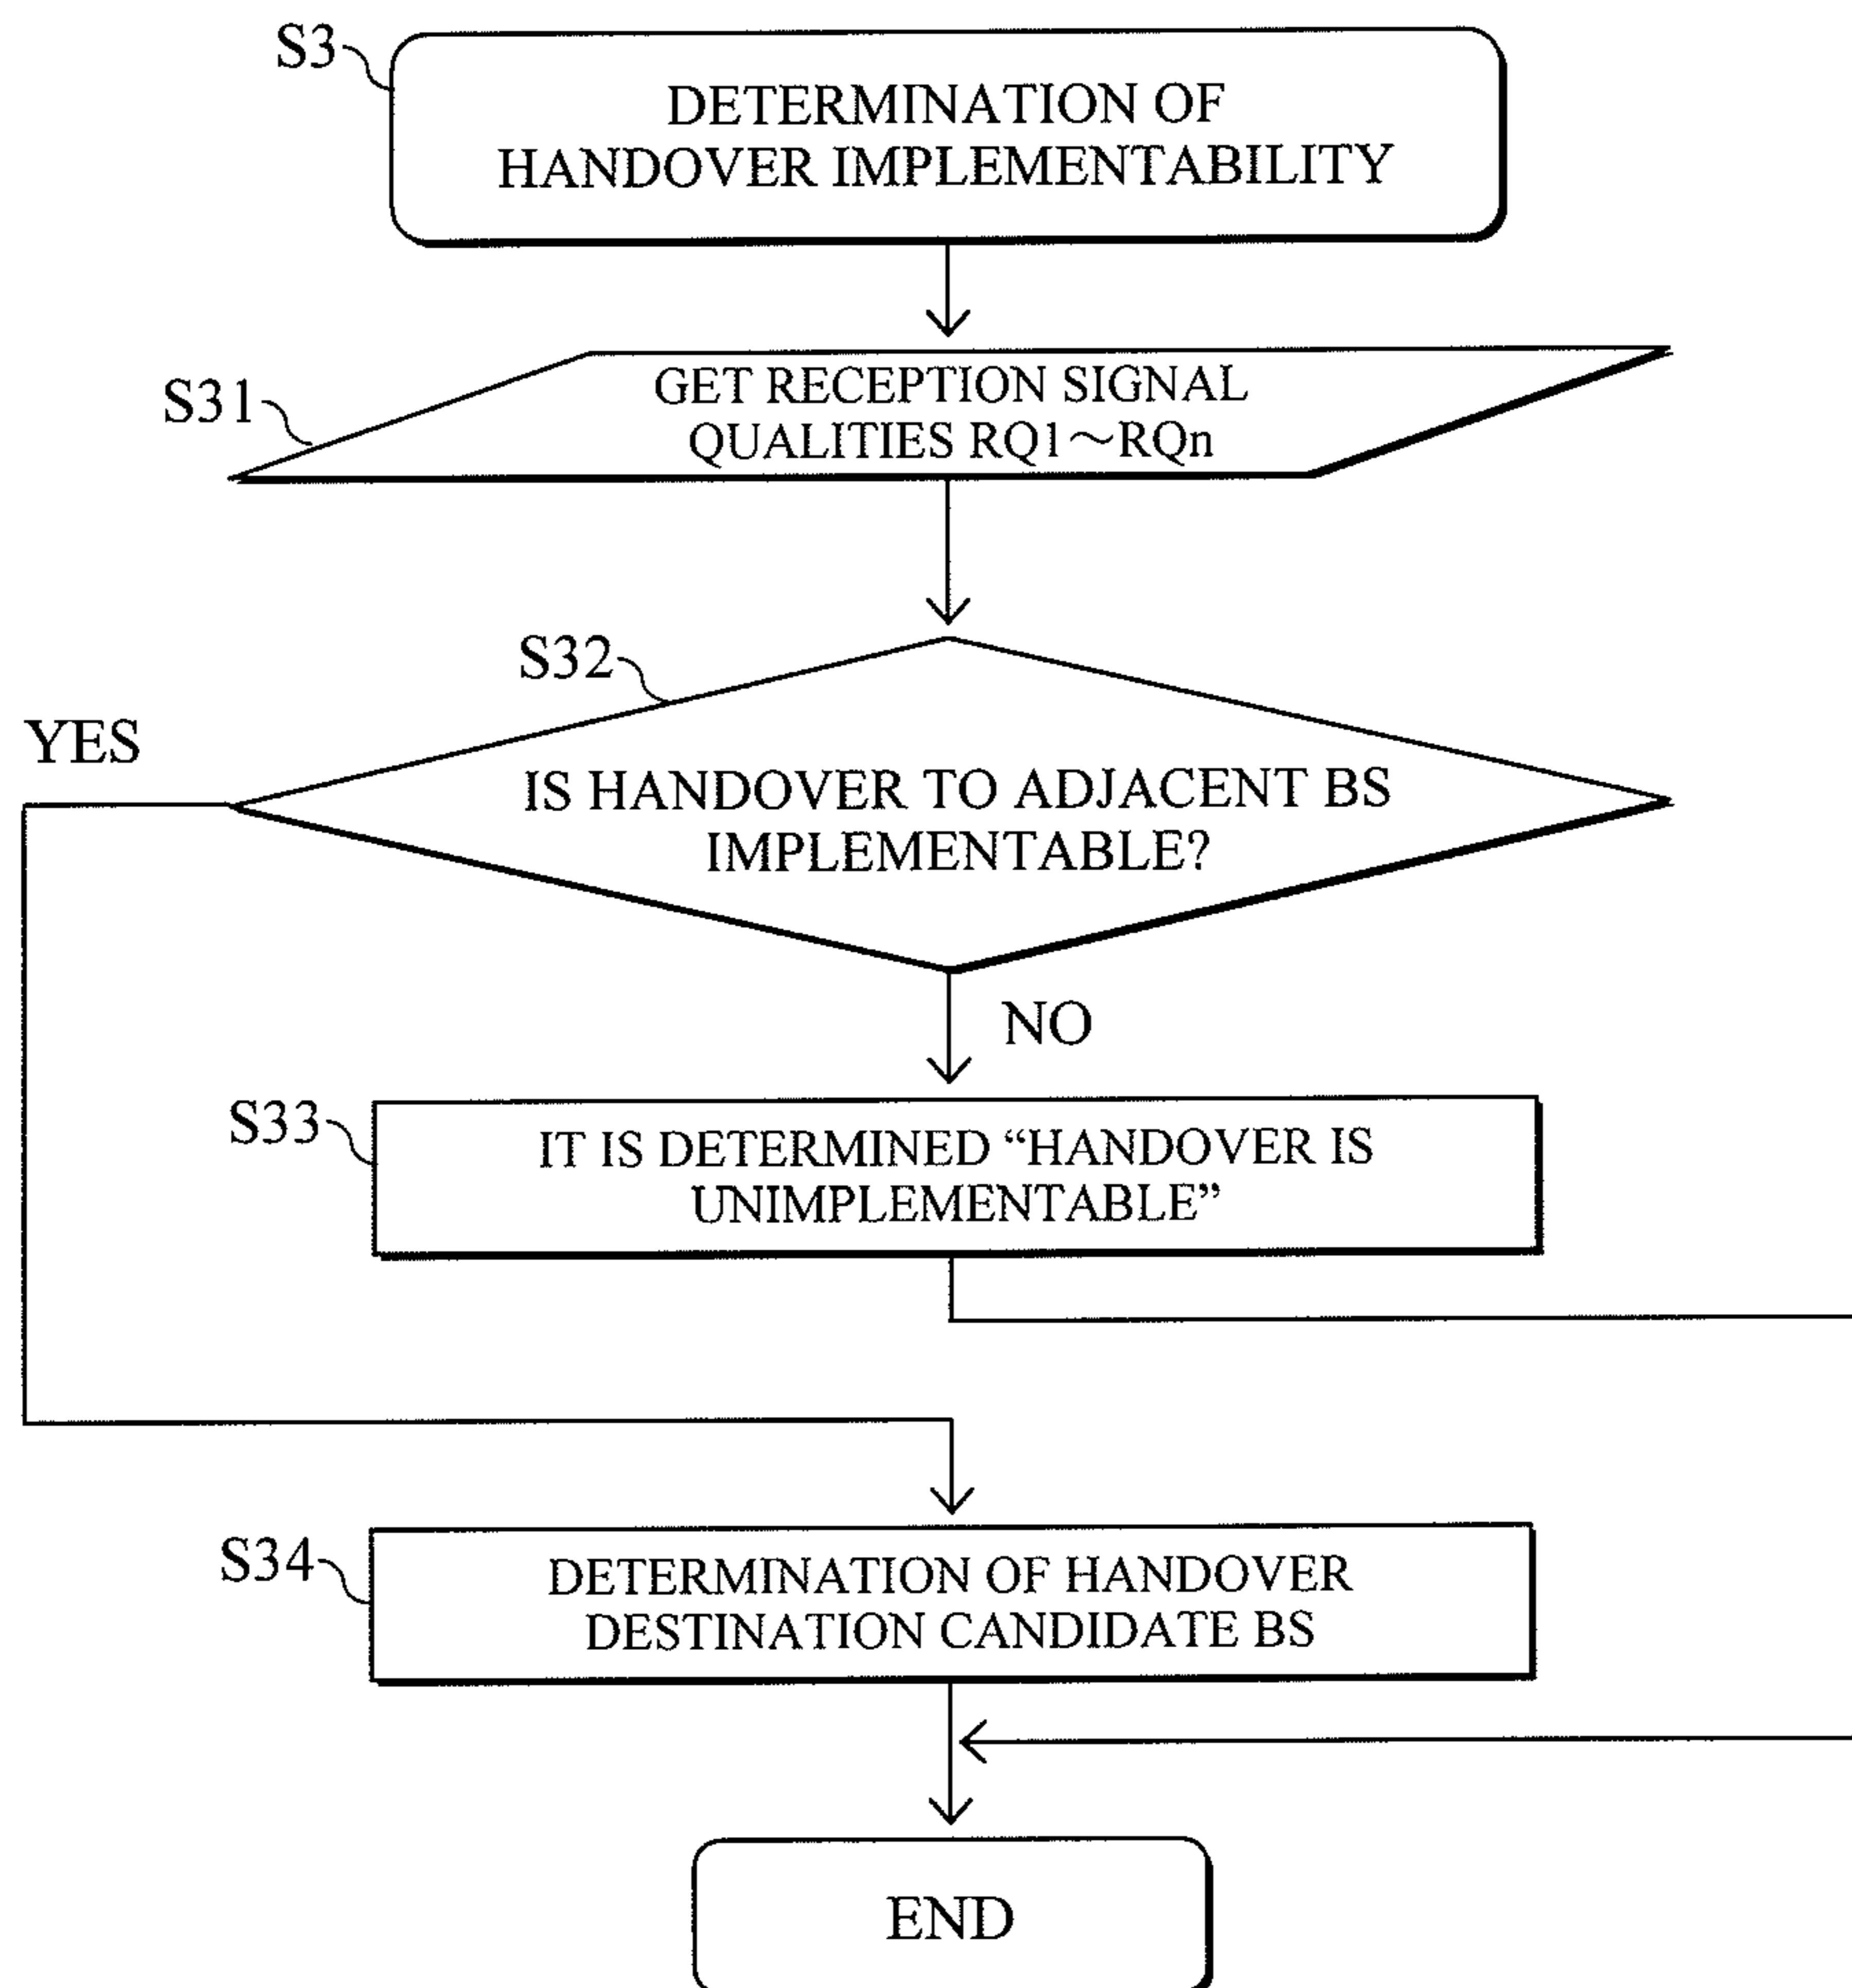 S3
DETERMINATION OF
HANDOVER IMPLEMENTABILITY
S31
GET RECEPTION SIGNAL
QUALITIES RQ1～RQn
S32
YES
IS HANDOVER TO ADJACENT BS
IMPLEMENTABLE?
NO
S33
IT IS DETERMINED “HANDOVER IS
UNIMPLEMENTABLE”
S34
DETERMINATION OF HANDOVER
DESTINATION CANDIDATE BS
END